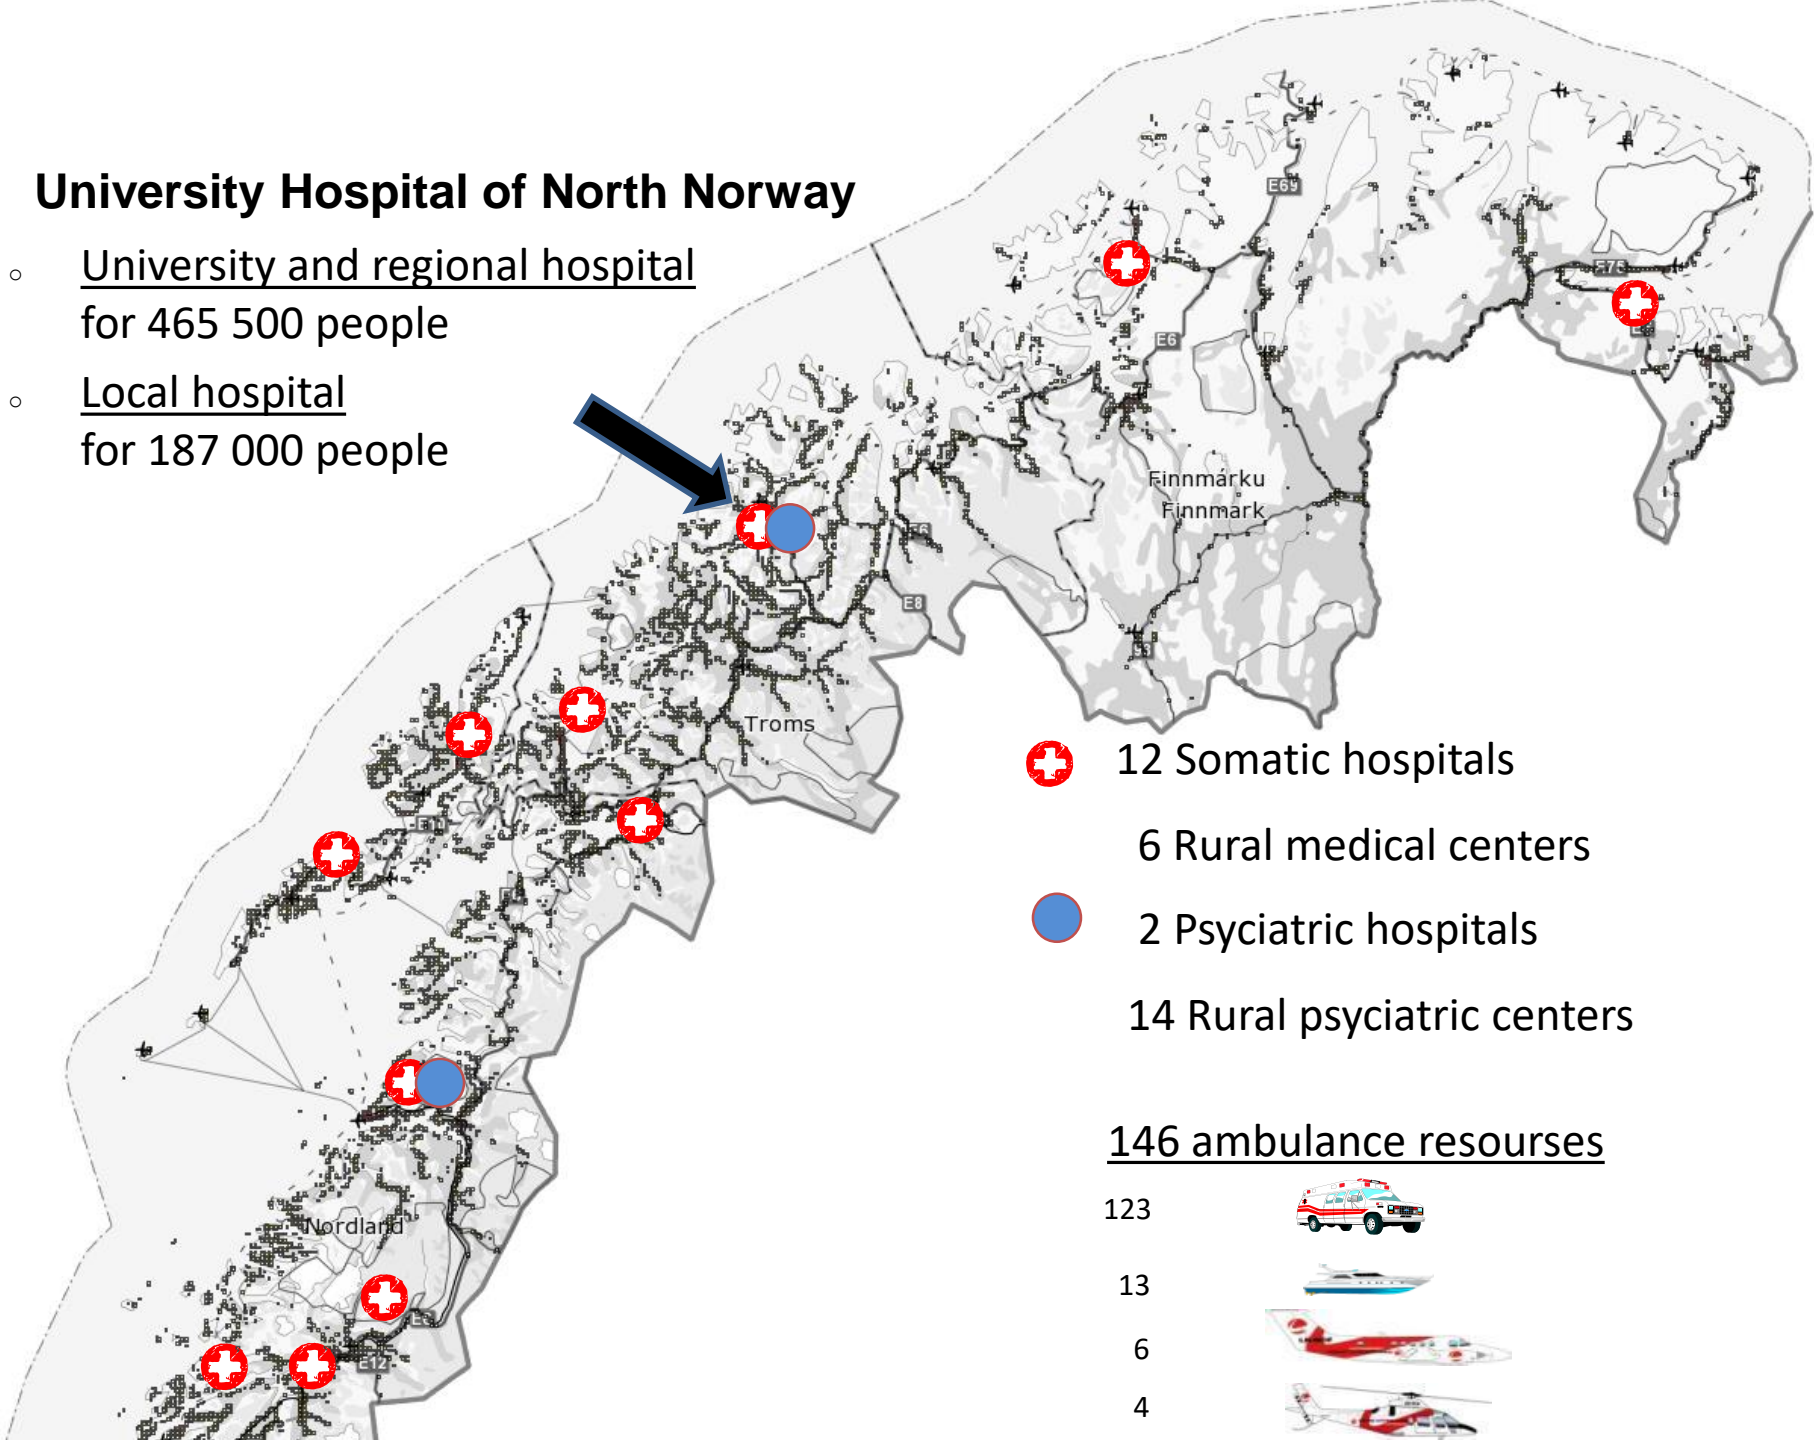 University Hospital of North Norway
University and regional hospital
for 465 500 people
Local hospital
for 187 000 people
E69
E75
E6
Finnmárku
Finnmark
E6
E8
Troms
E10
Nordland
E12
12 Somatic hospitals
6 Rural medical centers
2 Psyciatric hospitals
14 Rural psyciatric centers
146 ambulance resourses
123
13
6
4